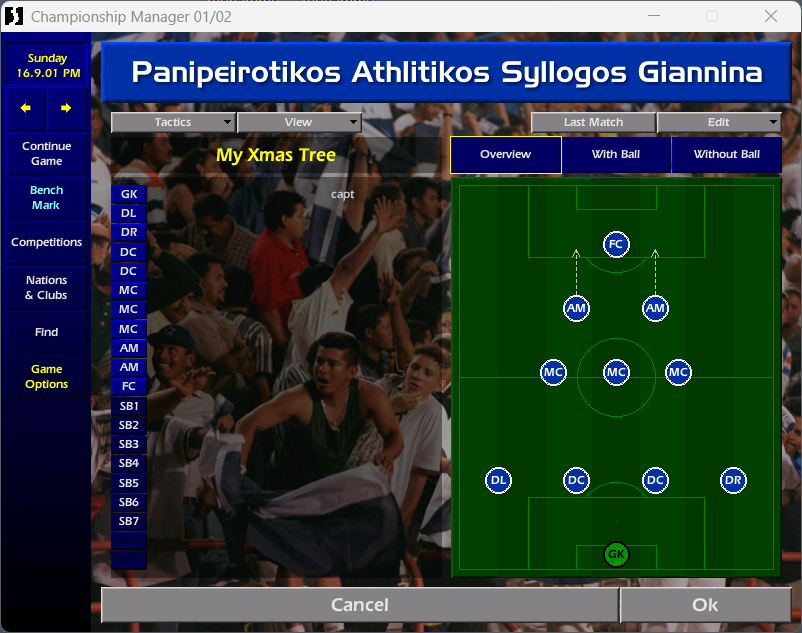 Championship Manager 01/02
Sunday
16.9.01 PM
Continue
Game
Bench
Mark
Competitions
Nations
& Clubs
Find
Game
Options
Panipeirotikos Athlitikos Syllogos Giannina
Tactics
View
Last Match
Edit
My Xmas Tree
Overview
With Ball
Without Ball
GK capt
DL
DR
DC
DC
MC
MC
MC
AM
AM
FC
SB1
SB2
SB3
SB4
SB5
SB6
SB7
FC
AM AM
MC MC MC
DL DC DC DR
GK
Cancel
Ok